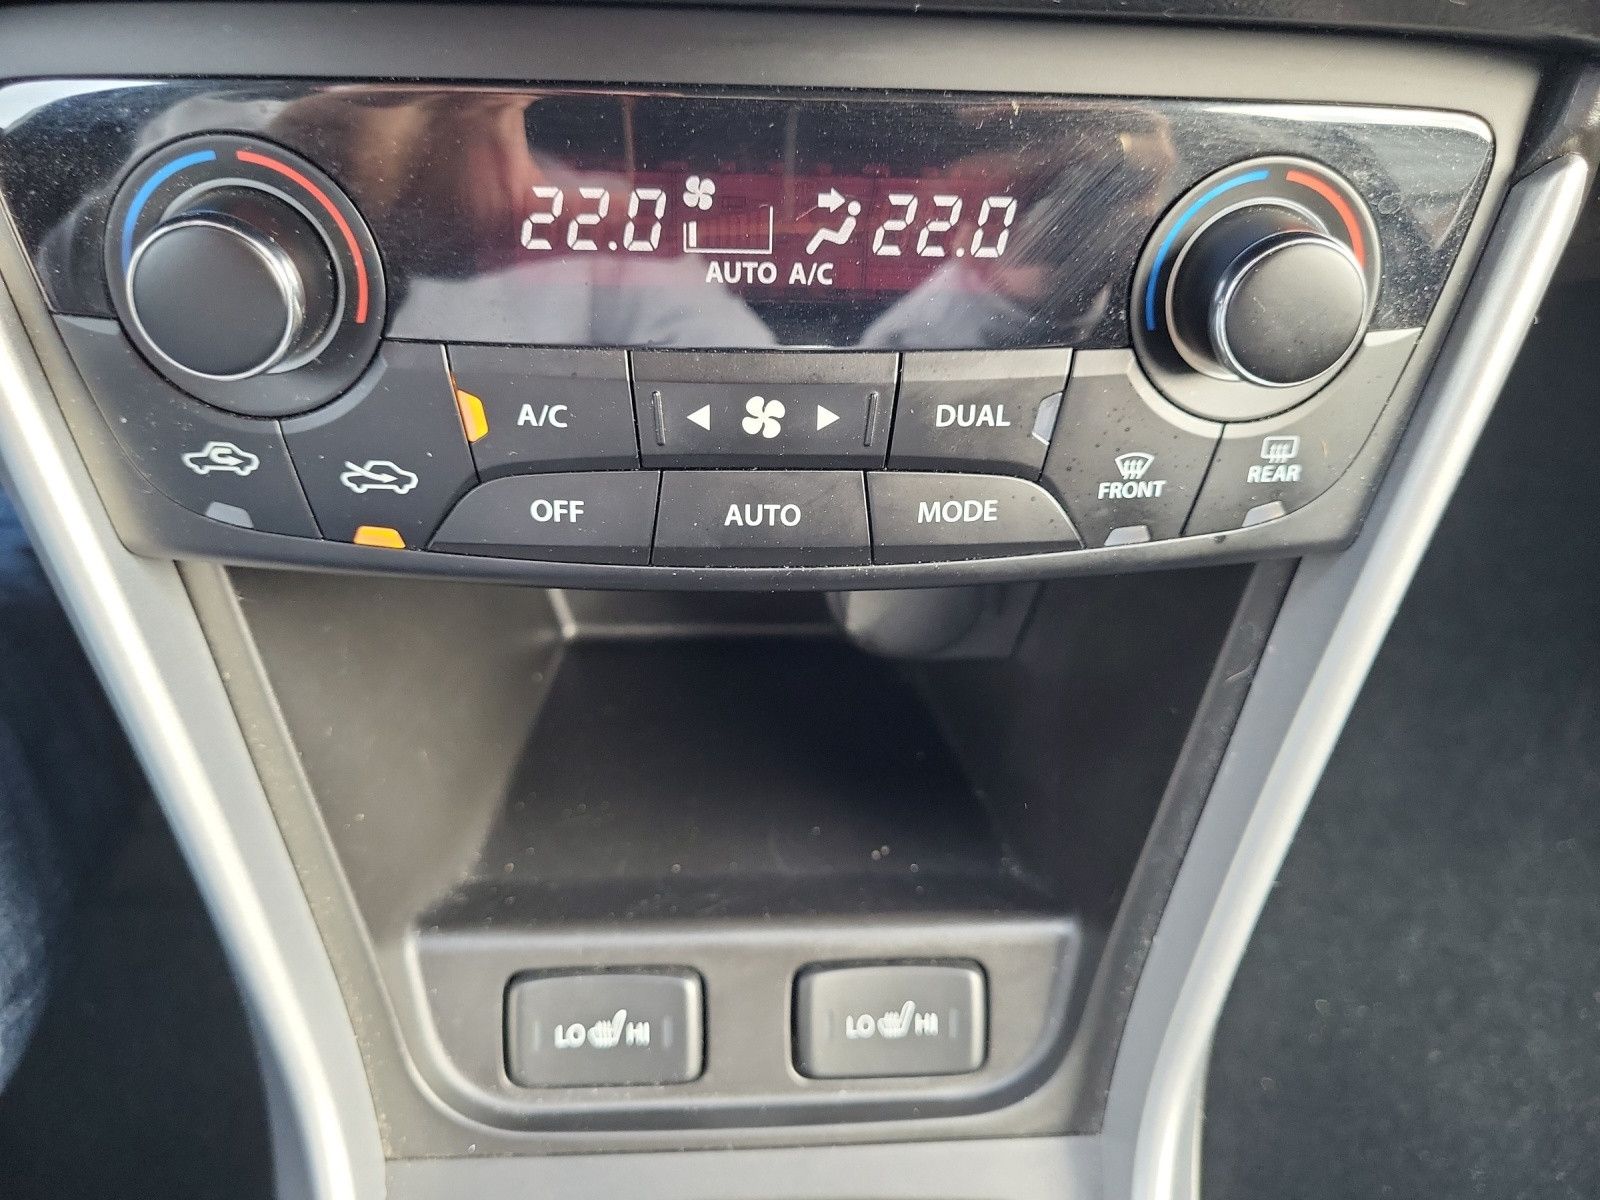 22.0 22.0
AUTO A/C
A/C
DUAL
FRONT
REAR
OFF
AUTO
MODE
LO HI
LO HI